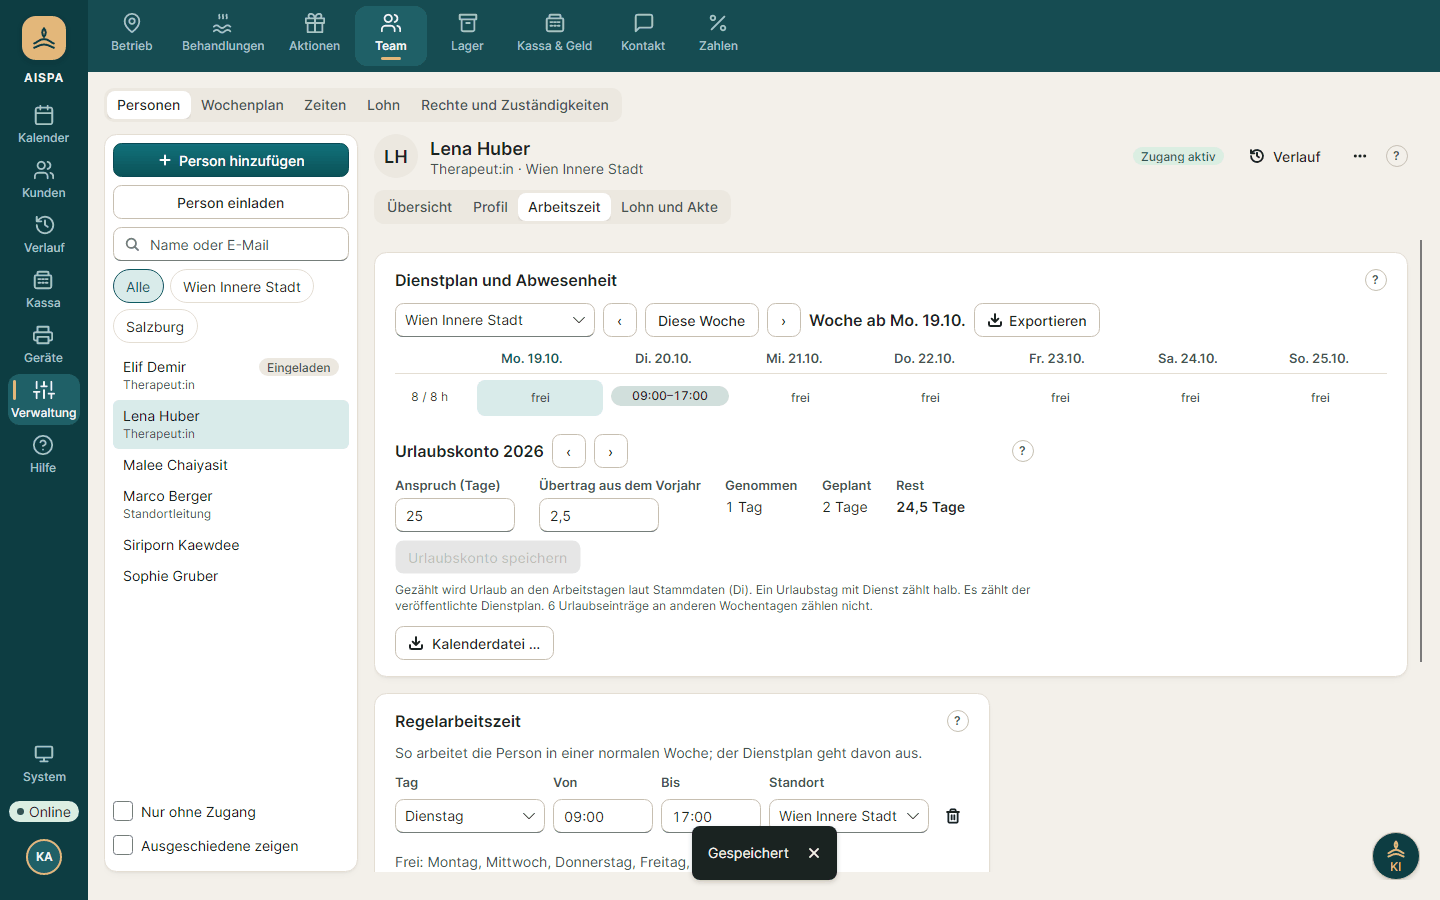 AISPA
Kalender
Kunden
Verlauf
Kassa
Geräte
Verwaltung
Hilfe
System
Online
KA
Betrieb
Behandlungen
Aktionen
Team
Lager
Kassa & Geld
Kontakt
Zahlen
Personen
Wochenplan
Zeiten
Lohn
Rechte und Zuständigkeiten
Person hinzufügen
Person einladen
Name oder E-Mail
Alle
Wien Innere Stadt
Salzburg
Elif Demir
Eingeladen
Therapeut:in
Lena Huber
Therapeut:in
Malee Chaiyasit
Marco Berger
Standortleitung
Siriporn Kaewdee
Sophie Gruber
Nur ohne Zugang
Ausgeschiedene zeigen
LH
Lena Huber
Therapeut:in · Wien Innere Stadt
Zugang aktiv
Verlauf
?
Übersicht
Profil
Arbeitszeit
Lohn und Akte
Dienstplan und Abwesenheit
?
Wien Innere Stadt
‹
Diese Woche
›
Woche ab Mo. 19.10.
Exportieren
Mo. 19.10.
Di. 20.10.
Mi. 21.10.
Do. 22.10.
Fr. 23.10.
Sa. 24.10.
So. 25.10.
8 / 8 h
frei
09:00–17:00
frei
frei
frei
frei
frei
Urlaubskonto 2026
‹
›
?
Anspruch (Tage)
Übertrag aus dem Vorjahr
Genommen
Geplant
Rest
25
2,5
1 Tag
2 Tage
24,5 Tage
Urlaubskonto speichern
Gezählt wird Urlaub an den Arbeitstagen laut Stammdaten (Di). Ein Urlaubstag mit Dienst zählt halb. Es zählt der
veröffentlichte Dienstplan. 6 Urlaubseinträge an anderen Wochentagen zählen nicht.
Kalenderdatei …
Regelarbeitszeit
?
So arbeitet die Person in einer normalen Woche; der Dienstplan geht davon aus.
Tag
Von
Bis
Standort
Dienstag
09:00
17:00
Wien Innere Stadt
Frei: Montag, Mittwoch, Donnerstag, Freitag,
Gespeichert
KI